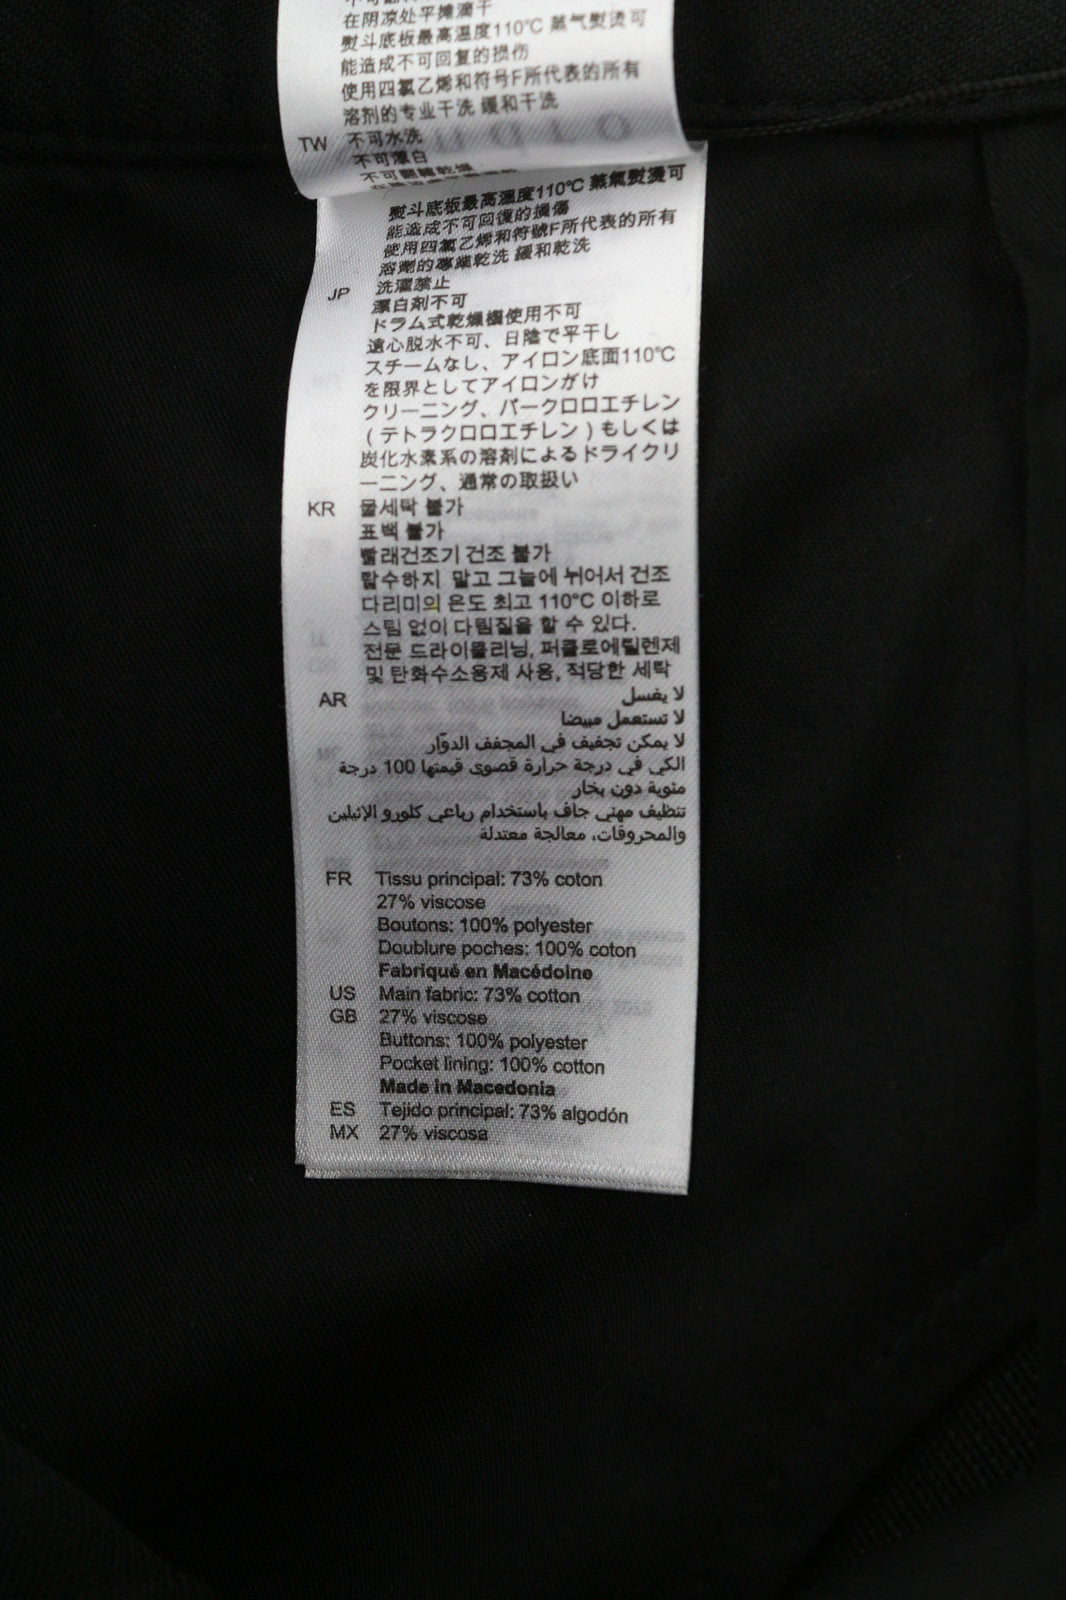 在阴凉处平摊滴干
熨斗底板最高温度110℃ 蒸气熨烫可
能造成不可回复的损伤
使用四氯乙烯和符号F所代表的所有
溶剂的专业干洗 缓和干洗
TW 不可水洗
不可漂白
不可翻轉乾燥
熨斗底板最高溫度110℃ 蒸氣熨燙可
能造成不可回復的損傷
使用四氯乙烯和符號F所代表的所有
溶劑的專業乾洗 緩和乾洗
JP 洗濯禁止
漂白剤不可
ドラム式乾燥機使用不可
遠心脱水不可、日陰で平干し
スチームなし、アイロン底面110℃
を限界としてアイロンがけ
クリーニング、パークロロエチレン
(テトラクロロエチレン)もしくは
炭化水素系の溶剤によるドライクリ
ーニング、通常の取扱い
KR 물세탁 불가
표백 불가
빨래건조기 건조 불가
탈수하지 말고 그늘에 뉘어서 건조
다리미의 온도 최고 110°C 이하로
스팀 없이 다림질을 할 수 있다.
전문 드라이클리닝, 퍼클로에틸렌제
및 탄화수소용제 사용, 적당한 세탁
AR لا يغسل
لا تستعمل مبيضا
لا يمكن تجفيف في المجفف الدوّار
الكي في درجة حرارة قصوى قيمتها 100 درجة
مئوية دون بخار
تنظيف مهني جاف باستخدام رباعي كلورو الإثيلين
والمحروقات، معالجة معتدلة
FR Tissu principal: 73% coton
27% viscose
Boutons: 100% polyester
Doublure poches: 100% coton
Fabriqué en Macédoine
US Main fabric: 73% cotton
GB 27% viscose
Buttons: 100% polyester
Pocket lining: 100% cotton
Made in Macedonia
ES Tejido principal: 73% algodón
MX 27% viscosa